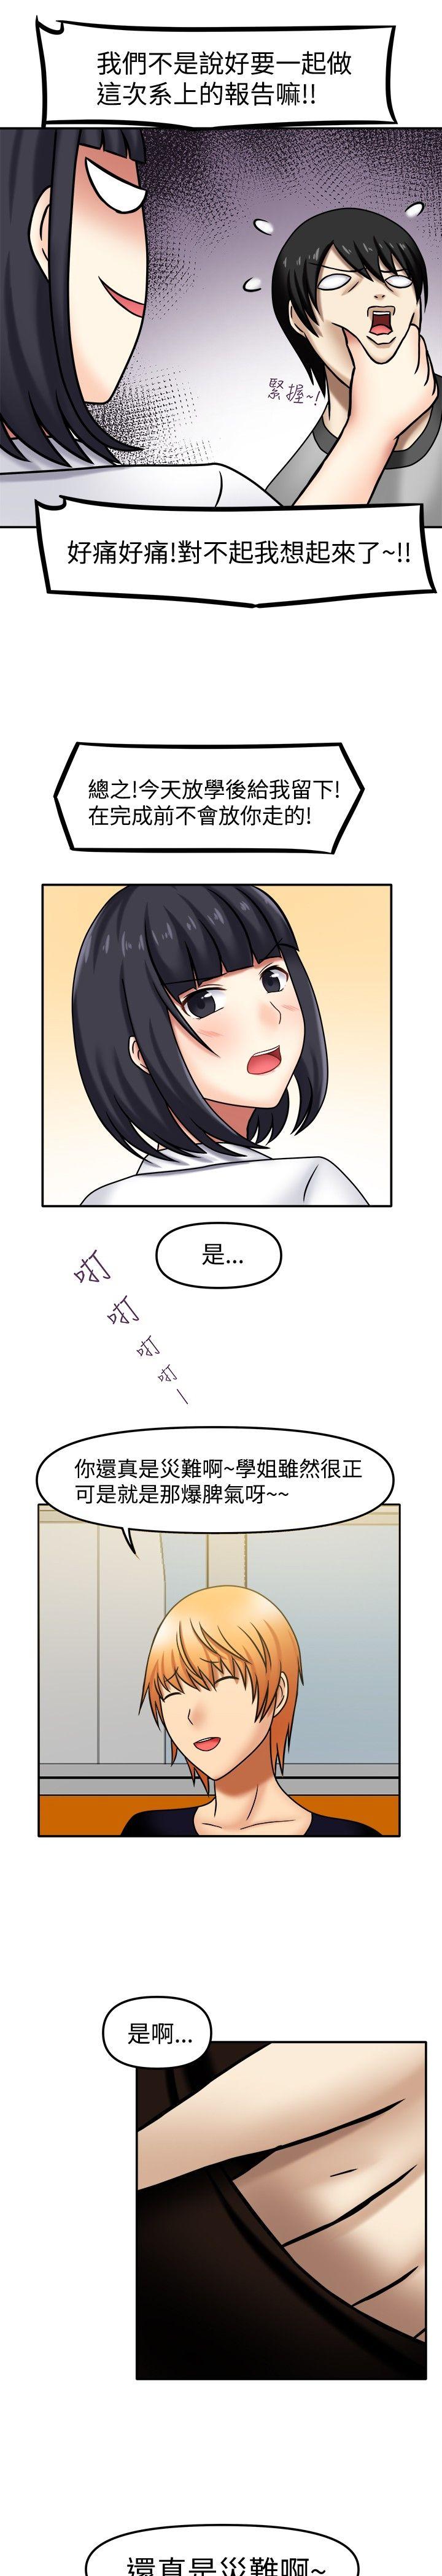 我們不是說好要一起做
這次系上的報告嘛!!
緊握~!
好痛好痛!對不起我想起來了~!!
總之!今天放學後給我留下!
在完成前不會放你走的!
是...
叮
叮
叮
叮
你還真是災難啊~學姐雖然很正
可是就是那爆脾氣呀~~
是啊...
還真是災難啊~